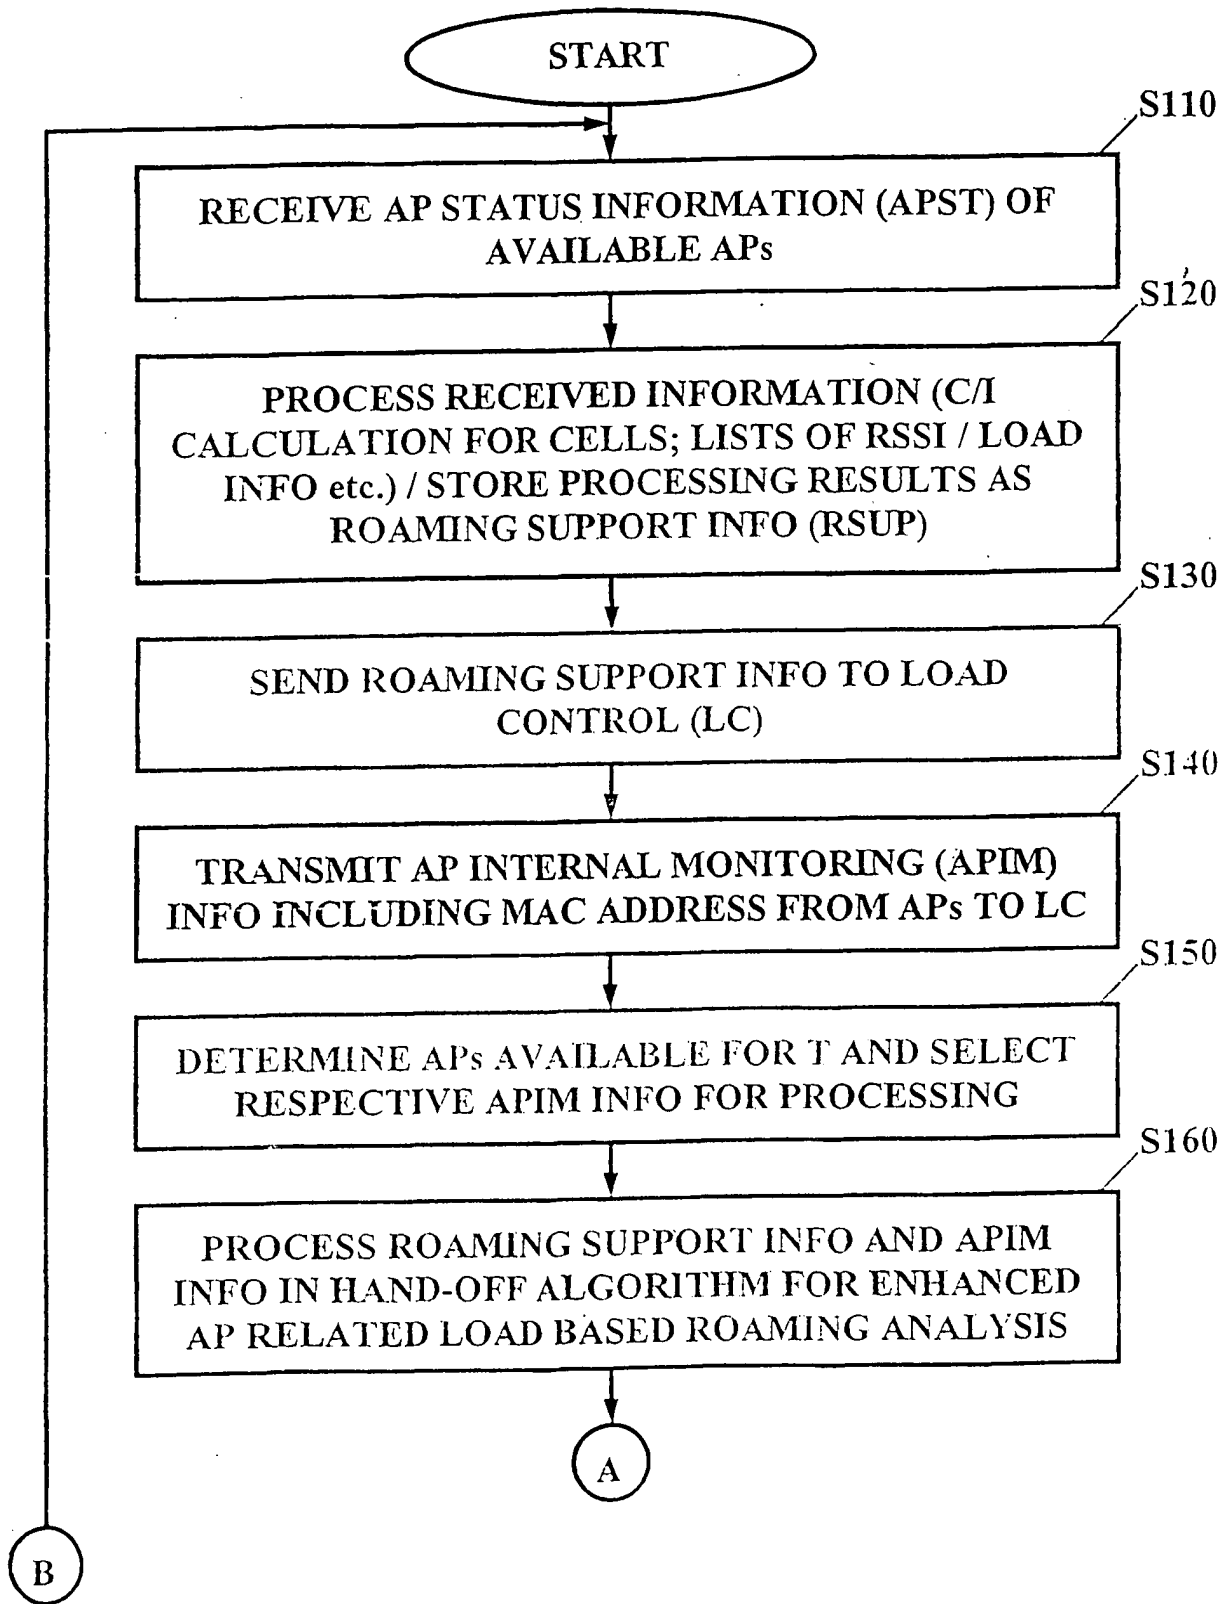 START
S110
RECEIVE AP STATUS INFORMATION (APST) OF
AVAILABLE APs
S120
PROCESS RECEIVED INFORMATION (C/I
CALCULATION FOR CELLS; LISTS OF RSSI / LOAD
INFO etc.) / STORE PROCESSING RESULTS AS
ROAMING SUPPORT INFO (RSUP)
S130
SEND ROAMING SUPPORT INFO TO LOAD
CONTROL (LC)
S140
TRANSMIT AP INTERNAL MONITORING (APIM)
INFO INCLUDING MAC ADDRESS FROM APs TO LC
S150
DETERMINE APs AVAILABLE FOR T AND SELECT
RESPECTIVE APIM INFO FOR PROCESSING
S160
PROCESS ROAMING SUPPORT INFO AND APIM
INFO IN HAND-OFF ALGORITHM FOR ENHANCED
AP RELATED LOAD BASED ROAMING ANALYSIS
A
B